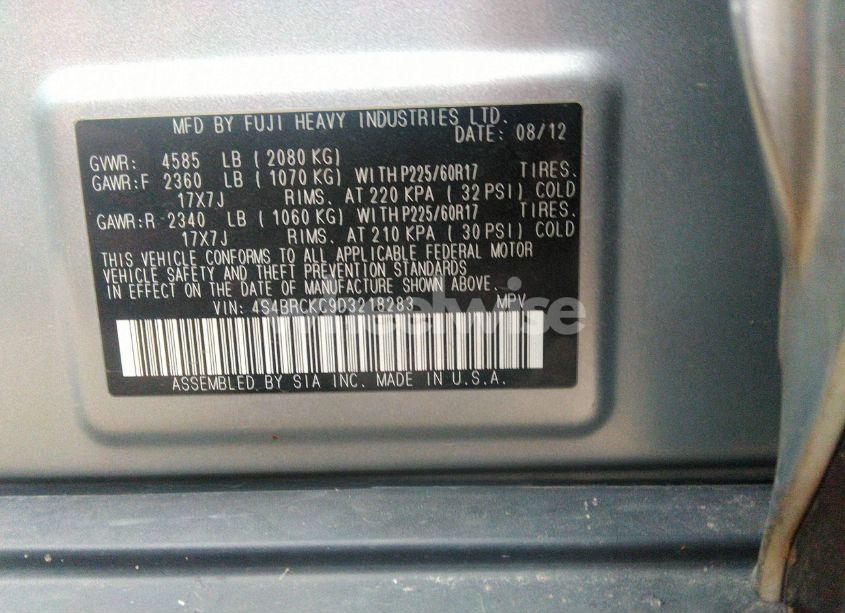 MFD BY FUJI HEAVY INDUSTRIES LTD.
DATE: 08/12
GVWR: 4585 LB ( 2080 KG)
GAWR:F 2360 LB ( 1070 KG) WITHP225/60R17 TIRES.
17X7J RIMS. AT 220 KPA ( 32 PSI) COLD
GAWR:R 2340 LB ( 1060 KG) WITHP225/60R17 TIRES.
17X7J RIMS. AT 210 KPA ( 30 PSI) COLD
THIS VEHICLE CONFORMS TO ALL APPLICABLE FEDERAL MOTOR
VEHICLE SAFETY AND THEFT PREVENTION STANDARDS
IN EFFECT ON THE DATE OF MANUFACTURE SHOWN ABOVE.
VIN: 4S4BRCKC9D3218283 MPV
wheelwise
ASSEMBLED BY SIA INC. MADE IN U.S.A.